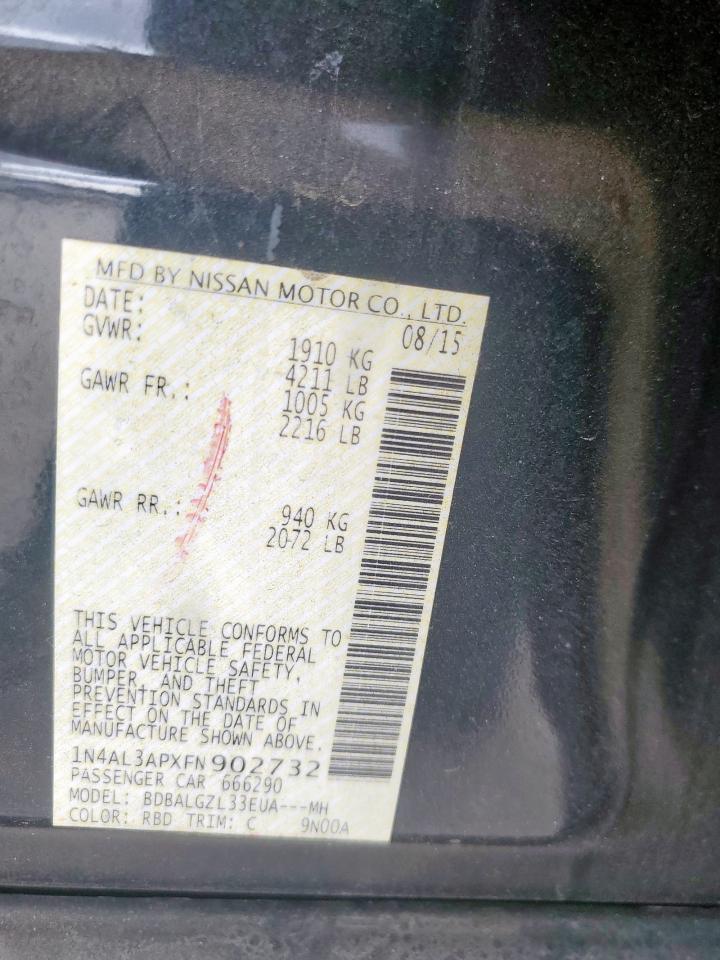 MFD BY NISSAN MOTOR CO., LTD.
DATE: 08/15
GVWR: 1910 KG
4211 LB
GAWR FR.: 1005 KG
2216 LB
GAWR RR.: 940 KG
2072 LB
THIS VEHICLE CONFORMS TO
ALL APPLICABLE FEDERAL
MOTOR VEHICLE SAFETY,
BUMPER, AND THEFT
PREVENTION STANDARDS IN
EFFECT ON THE DATE OF
MANUFACTURE SHOWN ABOVE.
1N4AL3APXFN902732
PASSENGER CAR 666290
MODEL: BDBALGZL33EUA---MH
COLOR: RBD TRIM: C 9N00A